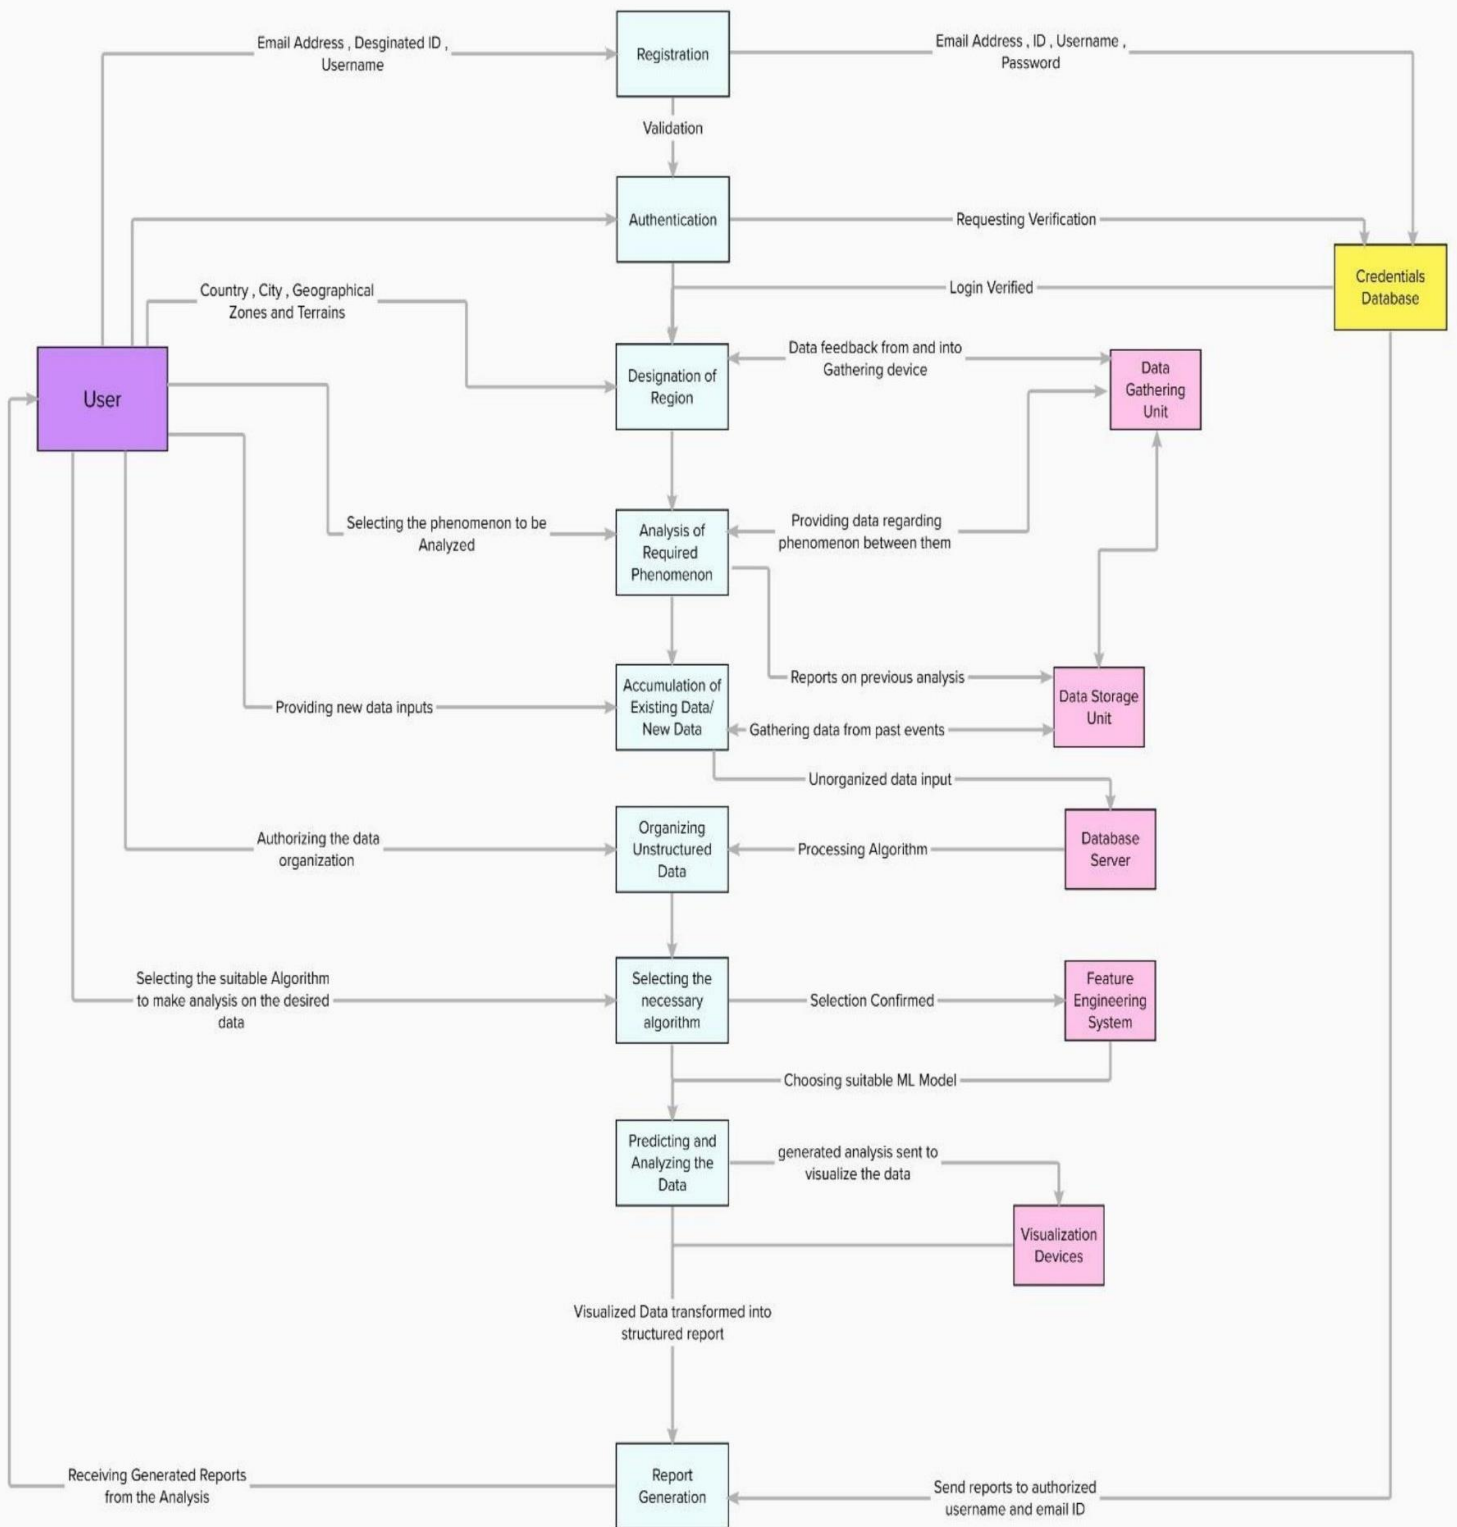 Email Address , Desginated ID ,
Username
Registration
Email Address , ID , Username ,
Password
Validation
Authentication
Requesting Verification
Credentials
Database
Login Verified
Country , City , Geographical
Zones and Terrains
User
Designation of
Region
Data feedback from and into
Gathering device
Data
Gathering
Unit
Selecting the phenomenon to be
Analyzed
Analysis of
Required
Phenomenon
Providing data regarding
phenomenon between them
Reports on previous analysis
Data Storage
Unit
Providing new data inputs
Accumulation of
Existing Data/
New Data
Gathering data from past events
Unorganized data input
Authorizing the data
organization
Organizing
Unstructured
Data
Processing Algorithm
Database
Server
Selecting the suitable Algorithm
to make analysis on the desired
data
Selecting the
necessary
algorithm
Selection Confirmed
Feature
Engineering
System
Choosing suitable ML Model
Predicting and
Analyzing the
Data
generated analysis sent to
visualize the data
Visualization
Devices
Visualized Data transformed into
structured report
Receiving Generated Reports
from the Analysis
Report
Generation
Send reports to authorized
username and email ID